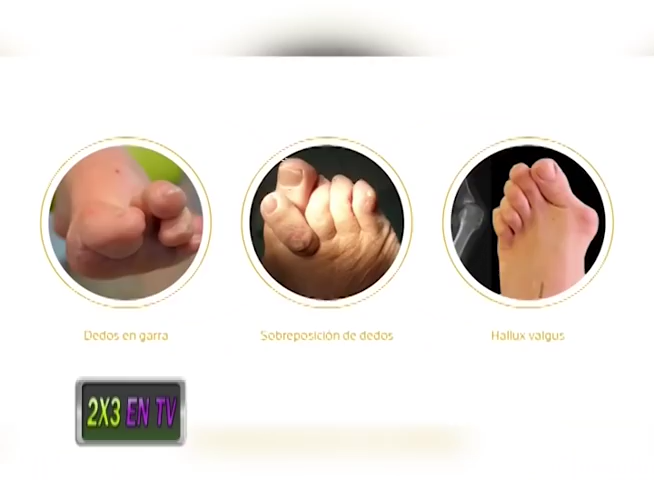 Dedos en garra
Sobreposición de dedos
Hallux valgus
2X3 EN TV